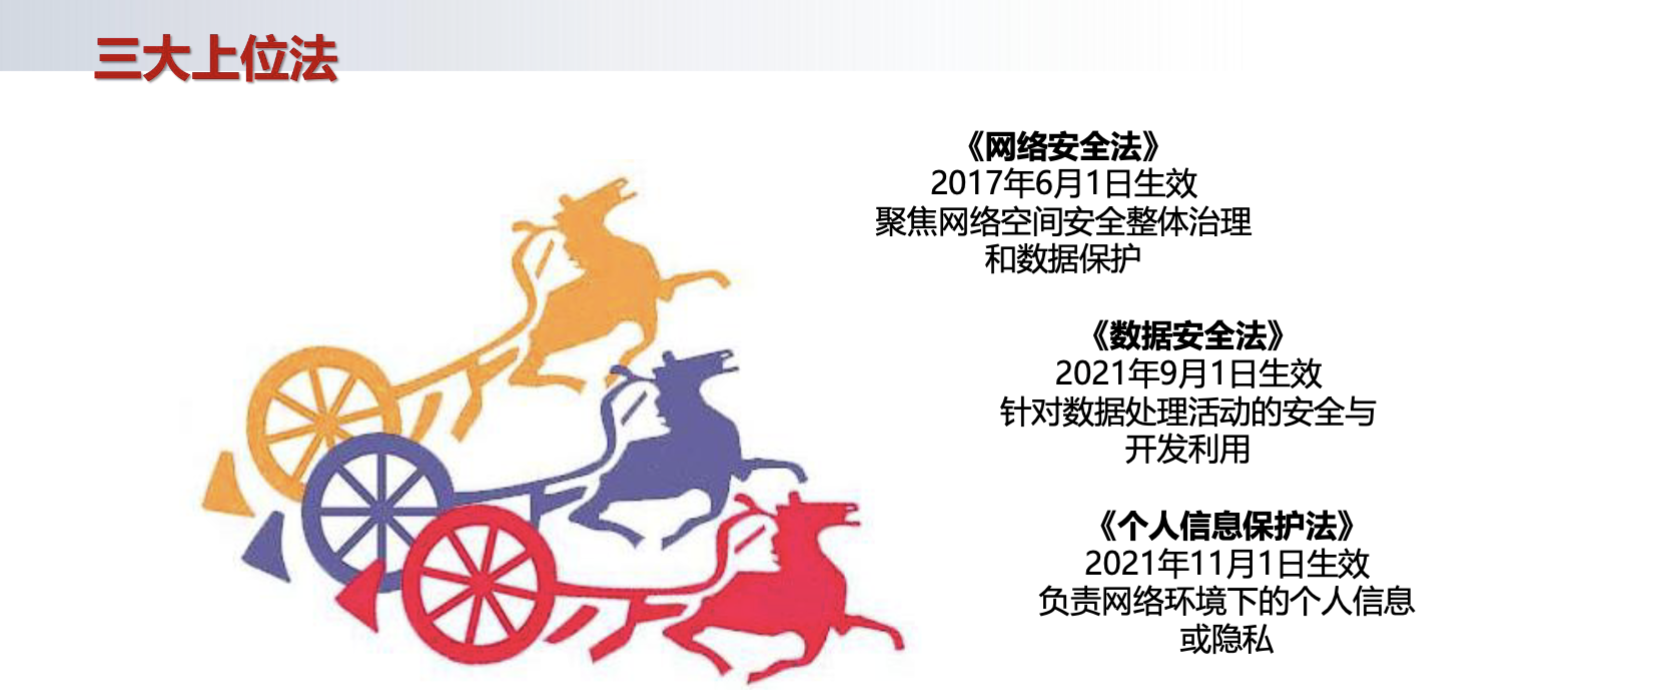 三大上位法
《网络安全法》
2017年6月1日生效
聚焦网络空间安全整体治理
和数据保护
《数据安全法》
2021年9月1日生效
针对数据处理活动的安全与
开发利用
《个人信息保护法》
2021年11月1日生效
负责网络环境下的个人信息
或隐私